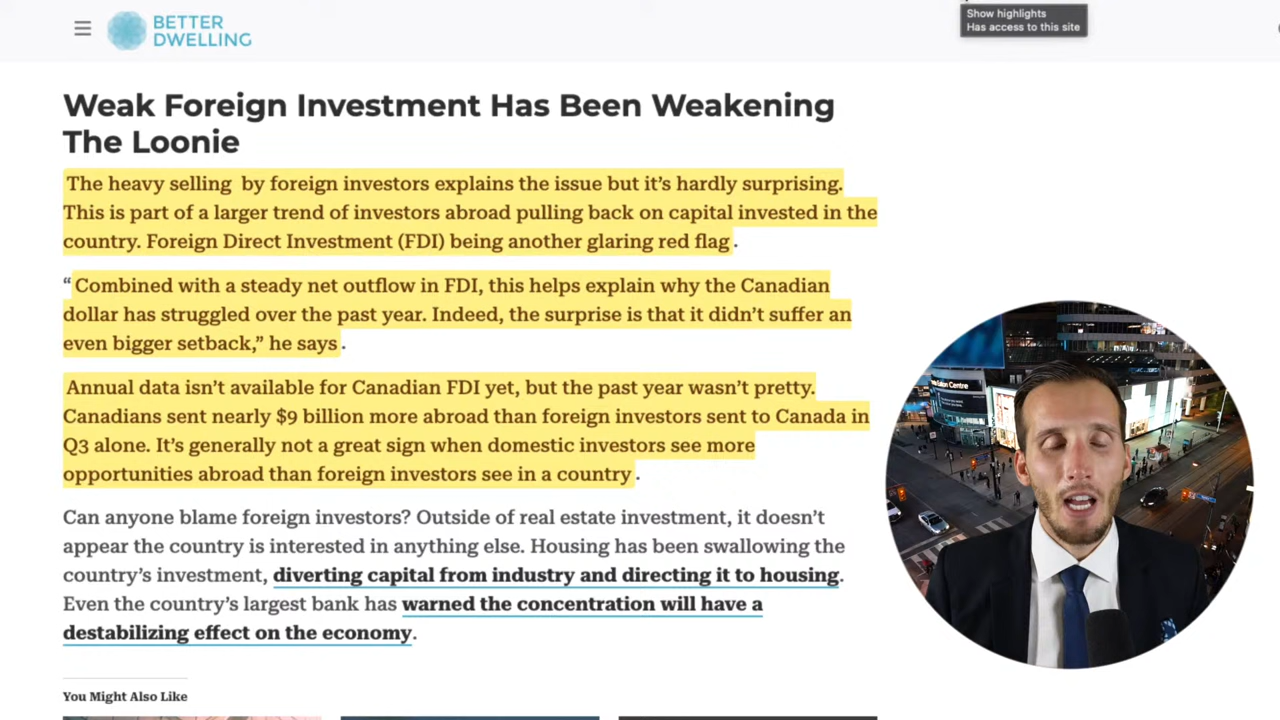 Show highlights
Has access to this site
BETTER
DWELLING
Weak Foreign Investment Has Been Weakening
The Loonie
The heavy selling by foreign investors explains the issue but it’s hardly surprising.
This is part of a larger trend of investors abroad pulling back on capital invested in the
country. Foreign Direct Investment (FDI) being another glaring red flag .
“ Combined with a steady net outflow in FDI, this helps explain why the Canadian
dollar has struggled over the past year. Indeed, the surprise is that it didn’t suffer an
even bigger setback,” he says .
Annual data isn’t available for Canadian FDI yet, but the past year wasn’t pretty.
Canadians sent nearly $9 billion more abroad than foreign investors sent to Canada in
Q3 alone. It’s generally not a great sign when domestic investors see more
opportunities abroad than foreign investors see in a country .
Can anyone blame foreign investors? Outside of real estate investment, it doesn’t
appear the country is interested in anything else. Housing has been swallowing the
country’s investment, diverting capital from industry and directing it to housing.
Even the country’s largest bank has warned the concentration will have a
destabilizing effect on the economy.
You Might Also Like
Centre